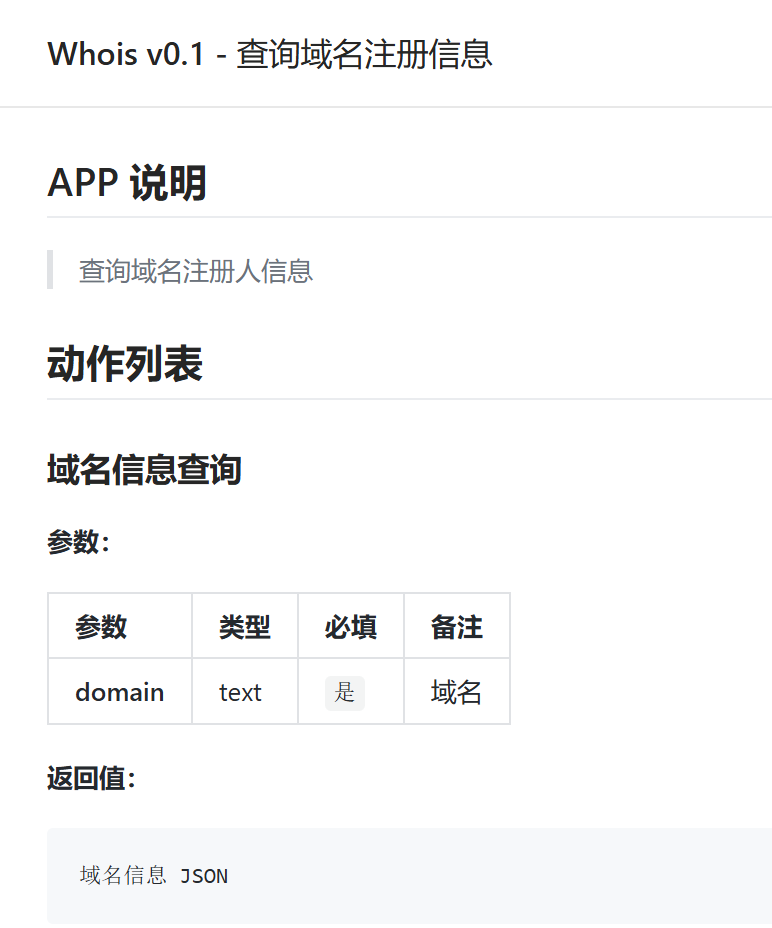 Whois v0.1 - 查询域名注册信息
APP 说明
查询域名注册人信息
动作列表
域名信息查询
参数：
参数 类型 必填 备注
domain text 是 域名
返回值：
域名信息 JSON